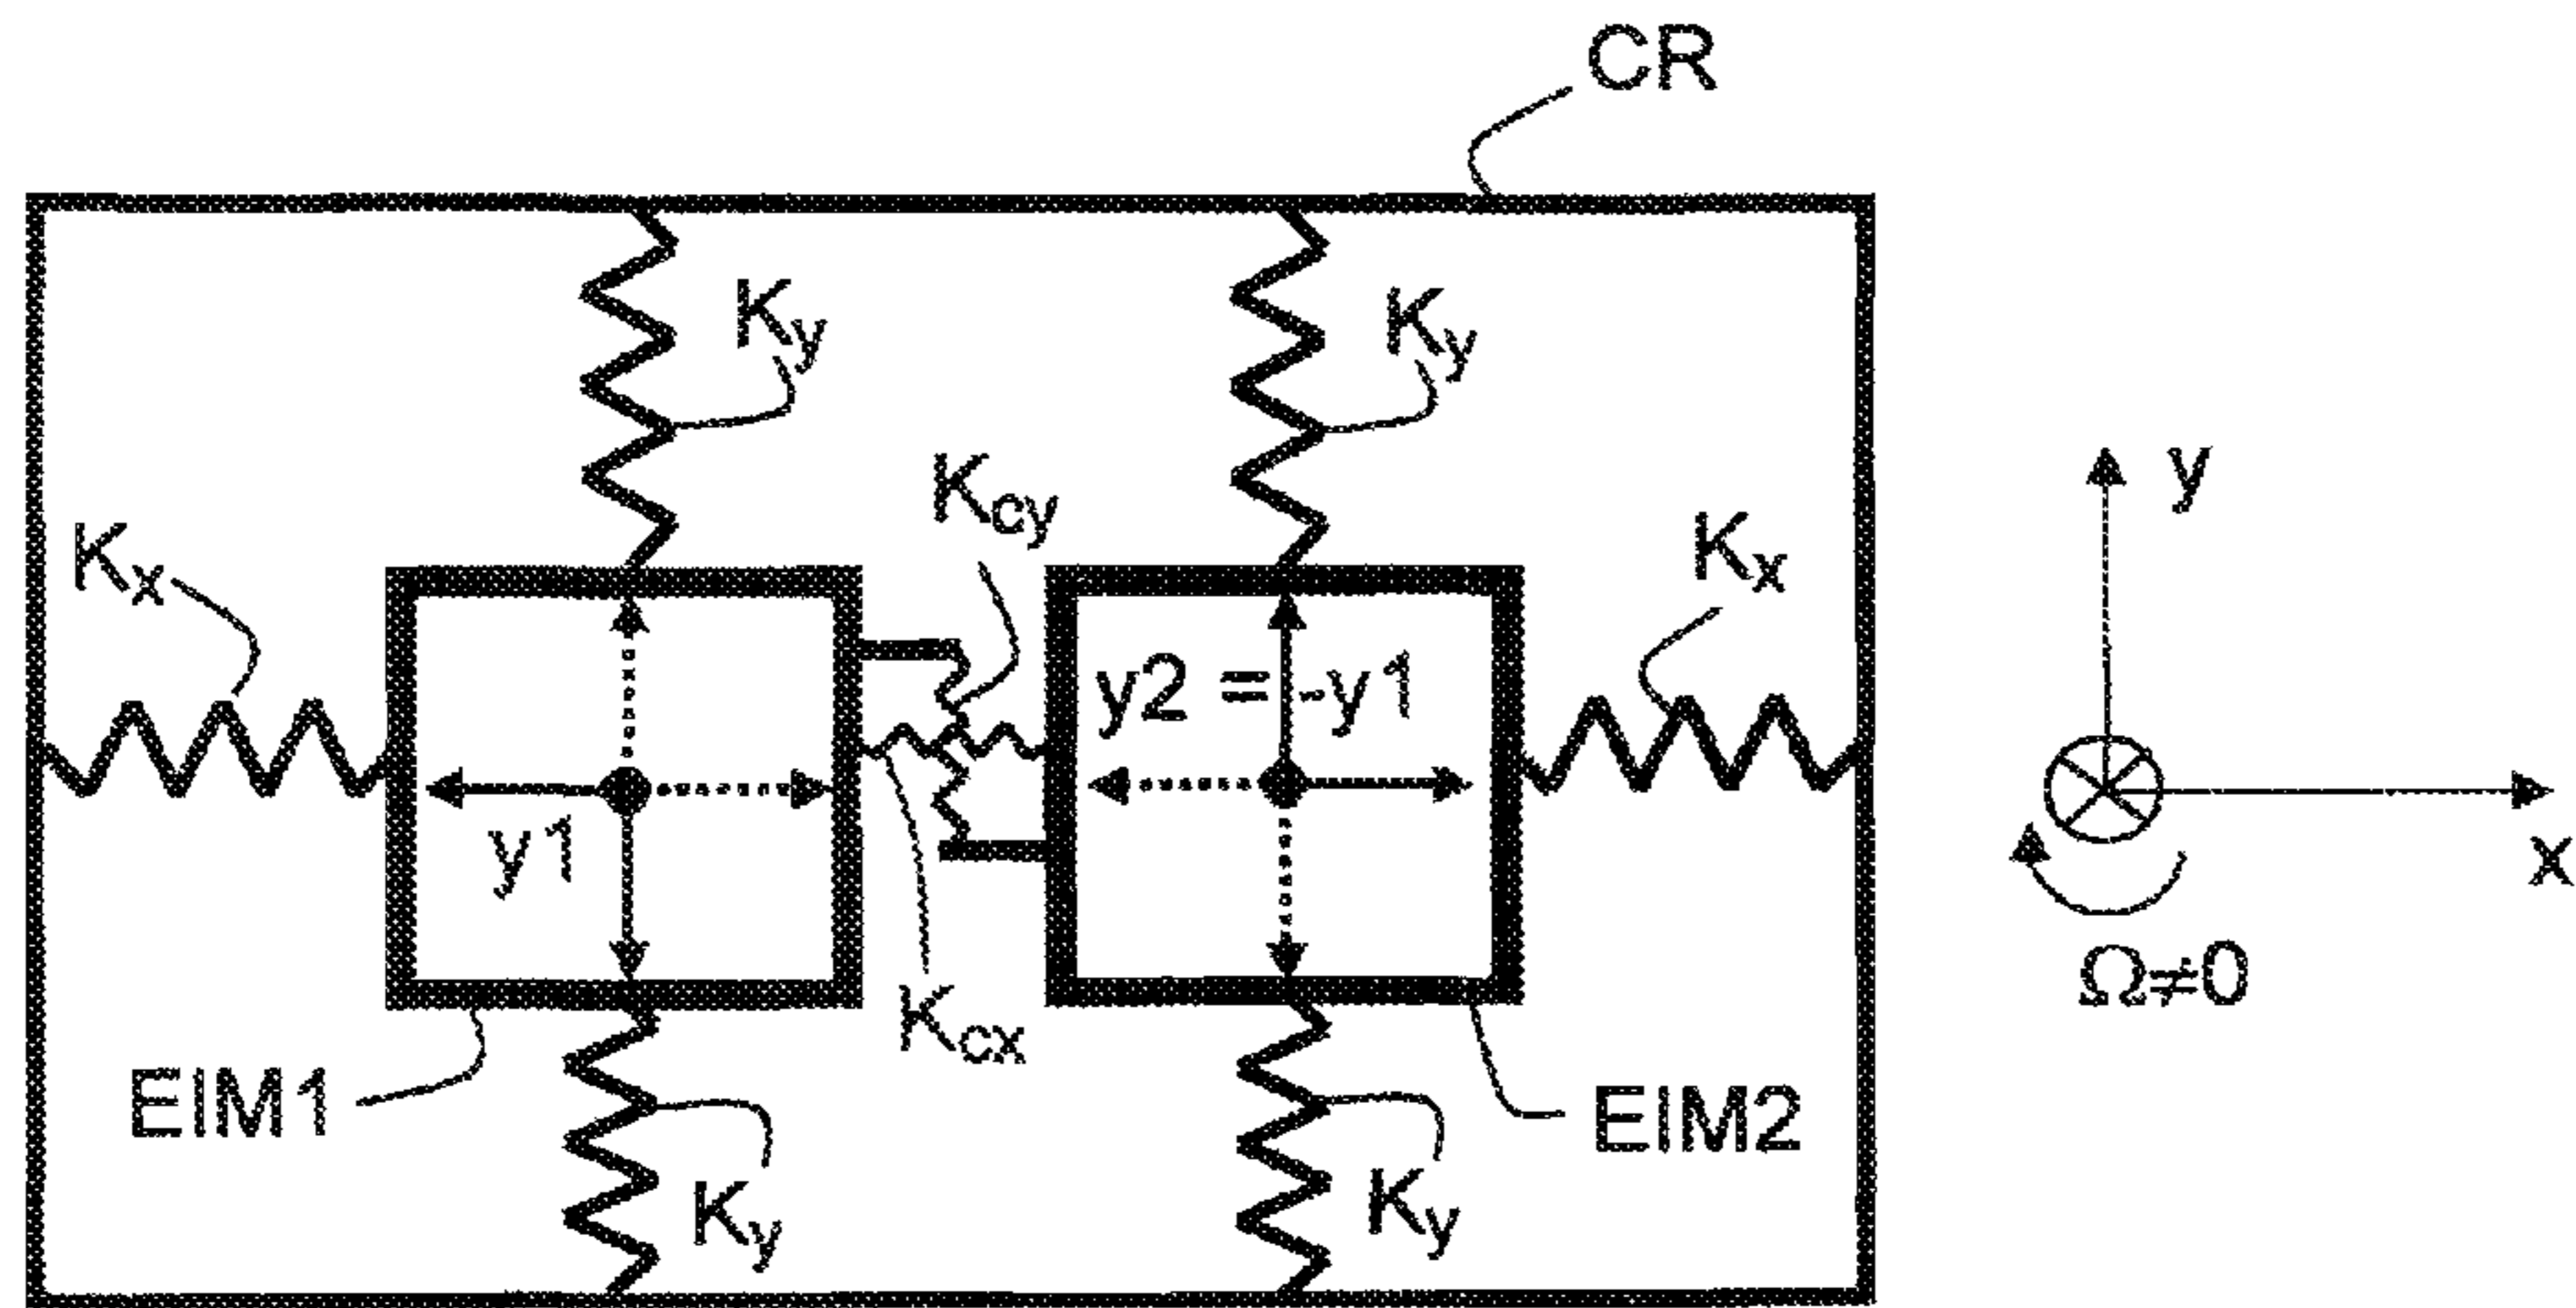 CR
Ky
Ky
Kcy
y
Kx
Kx
y2 = -y1
y1
x
Ω≠0
Kcx
EIM1
EIM2
Ky
Ky